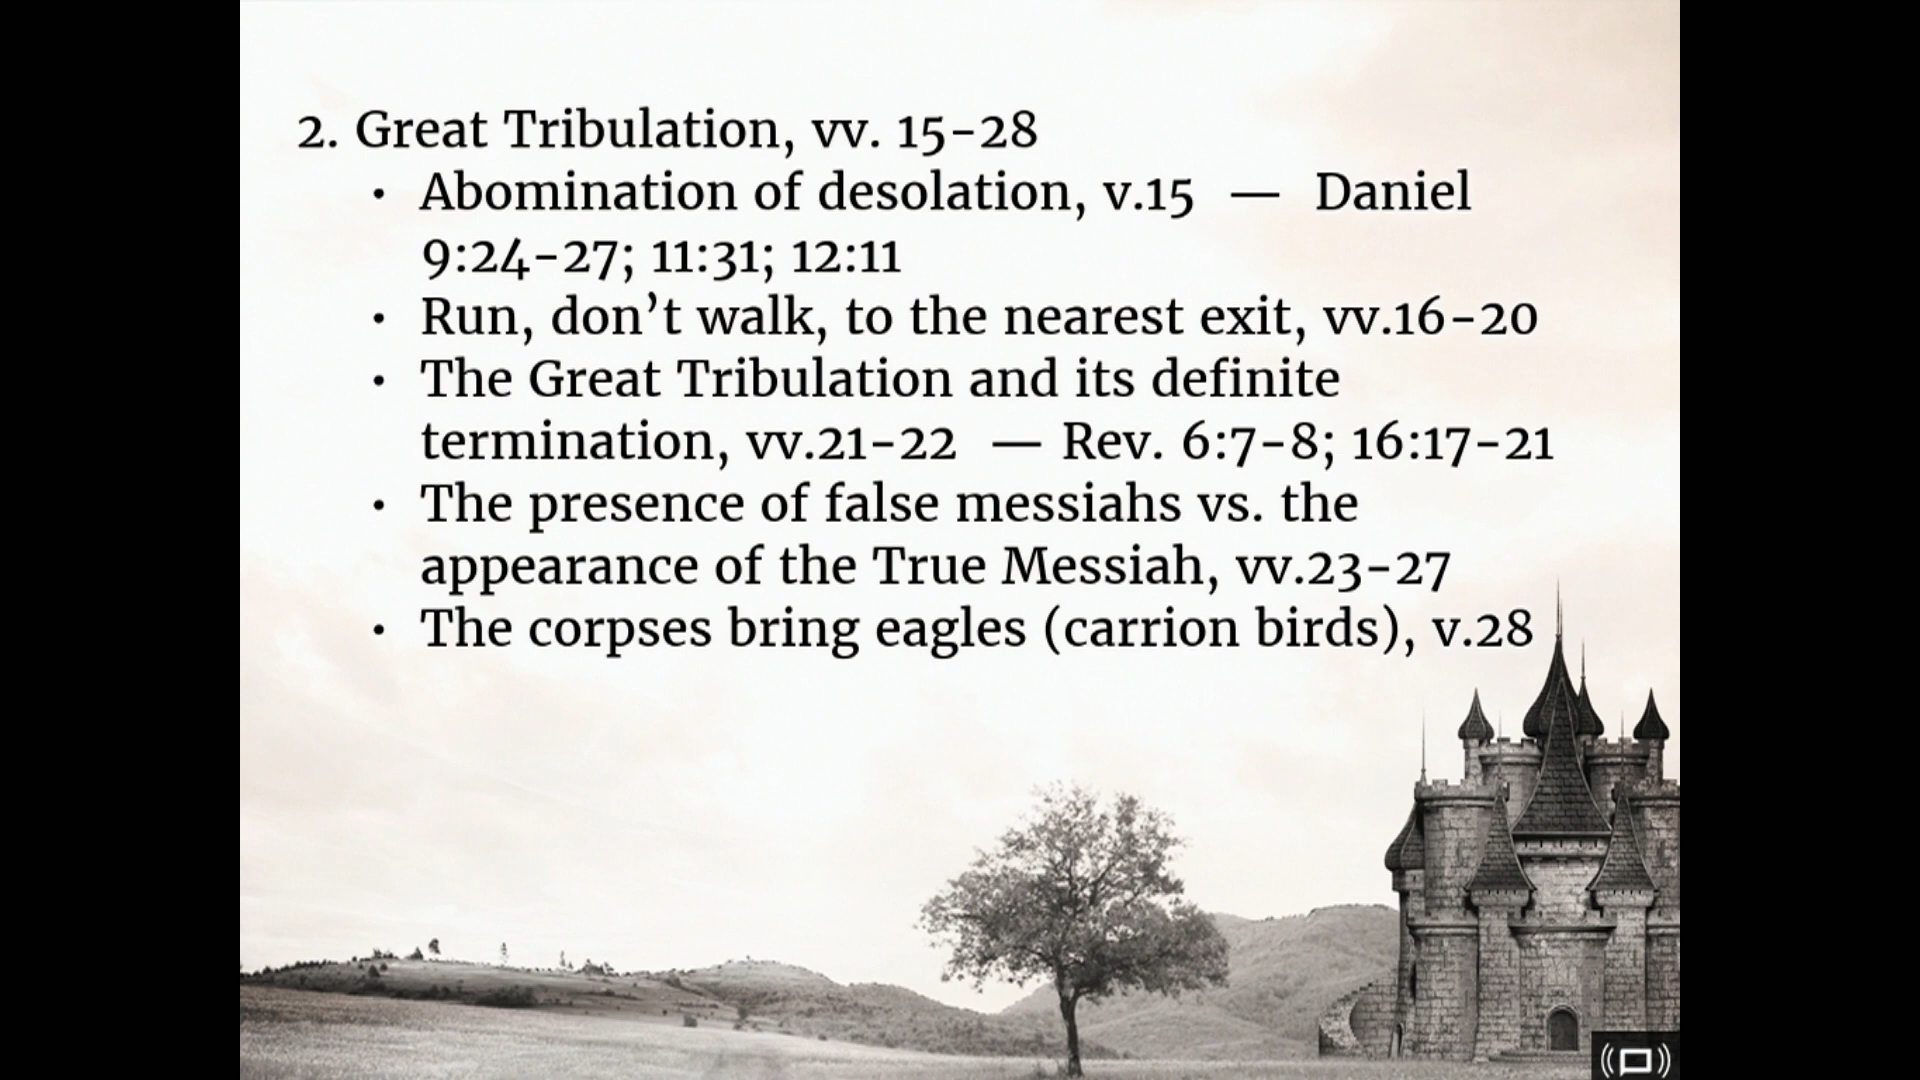 2. Great Tribulation, vv. 15-28
• Abomination of desolation, v.15 — Daniel
9:24-27; 11:31; 12:11
• Run, don’t walk, to the nearest exit, vv.16-20
• The Great Tribulation and its definite
termination, vv.21-22 — Rev. 6:7-8; 16:17-21
• The presence of false messiahs vs. the
appearance of the True Messiah, vv.23-27
• The corpses bring eagles (carrion birds), v.28